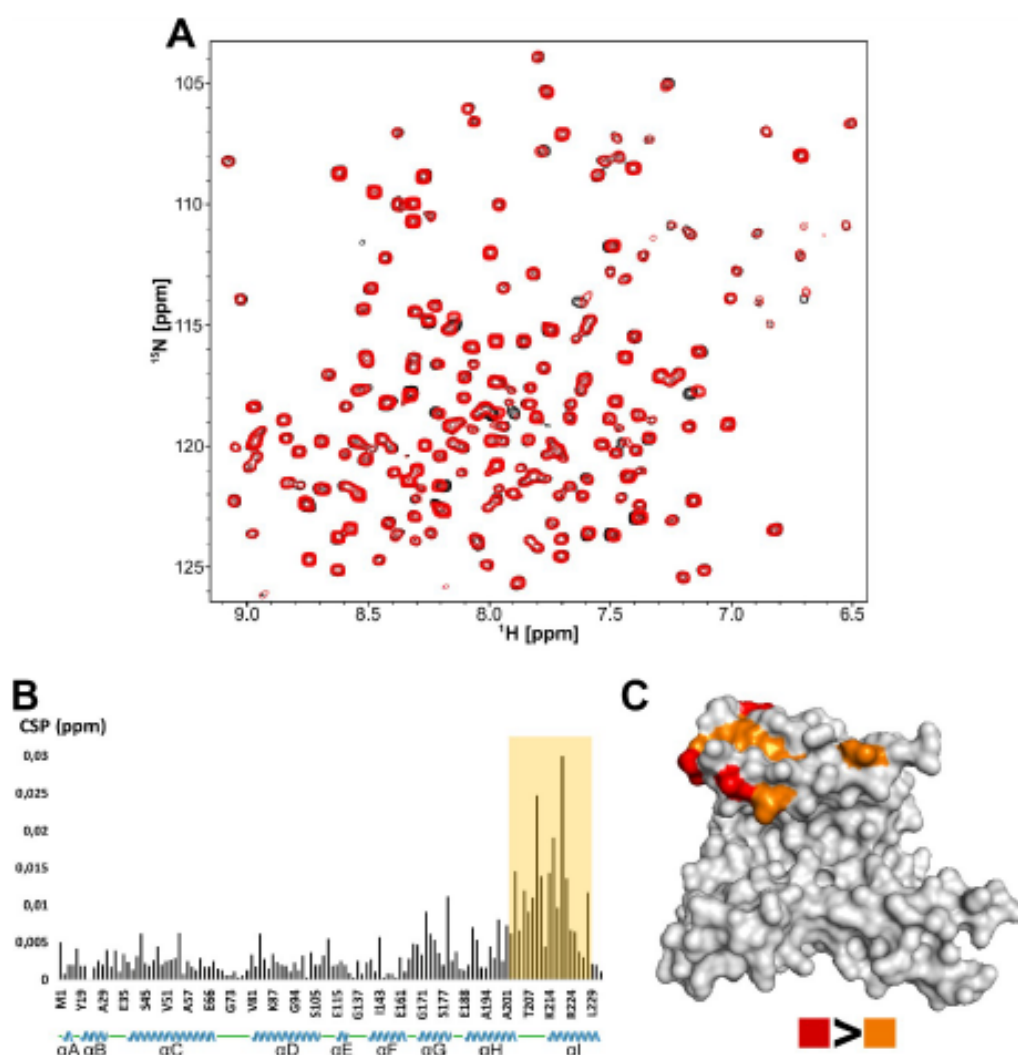 A
105
110
115
120
125
¹⁵N [ppm]
9.0 8.5 8.0 7.5 7.0 6.5
¹H [ppm]
B
CSP (ppm)
0,03
0,025
0,02
0,015
0,01
0,005
0
M1 Y19 A29 E35 S45 V51 A57 E66 G73 V81 K87 G94 S105 E115 G137 I143 E161 G171 S177 E188 A194 A201 T207 K214 R224 L229
αA αB αC αD αE αF αG αH αI
C
>